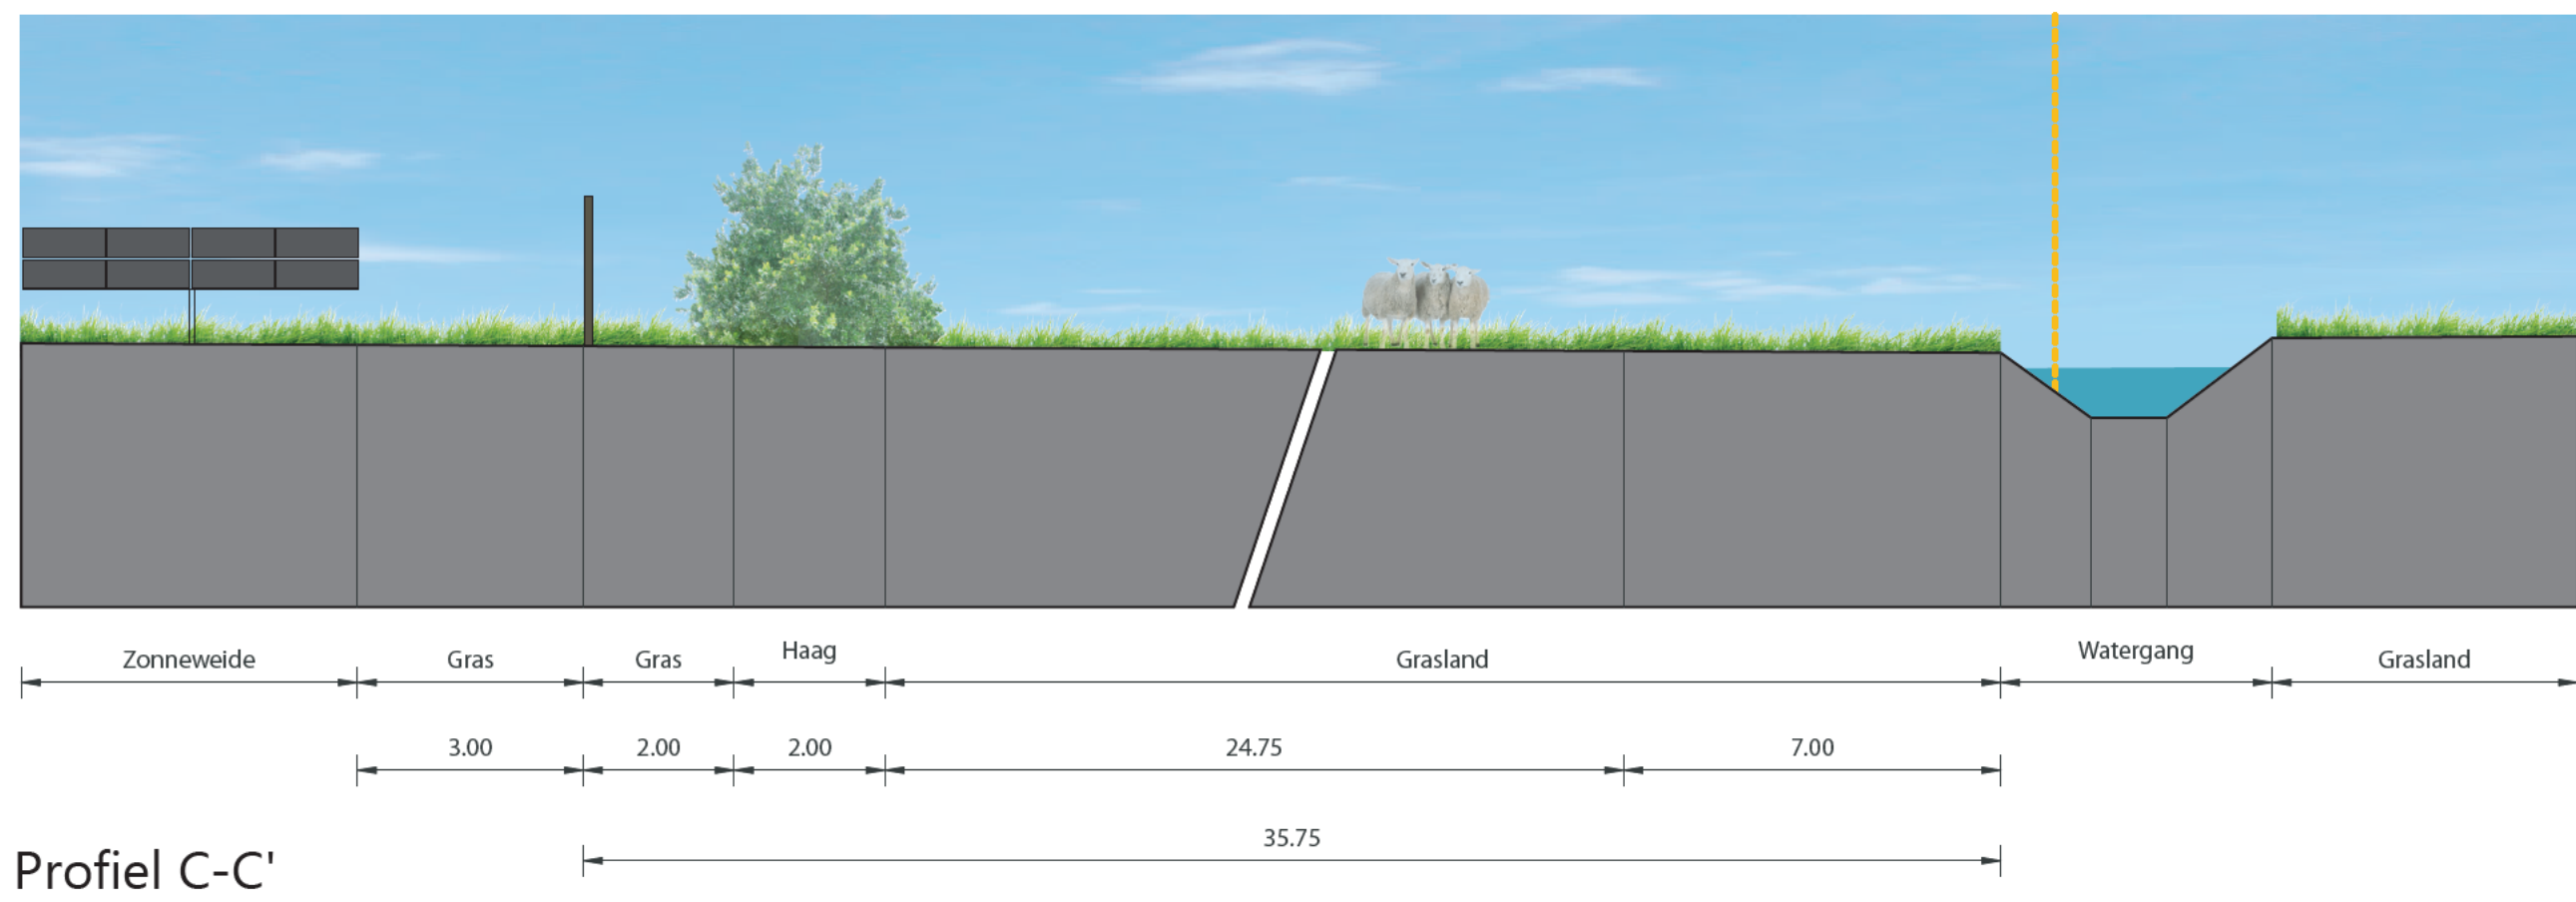 Zonneweide Gras Gras Haag Grasland Watergang Grasland
3.00 2.00 2.00 24.75 7.00
35.75
Profiel C-C'